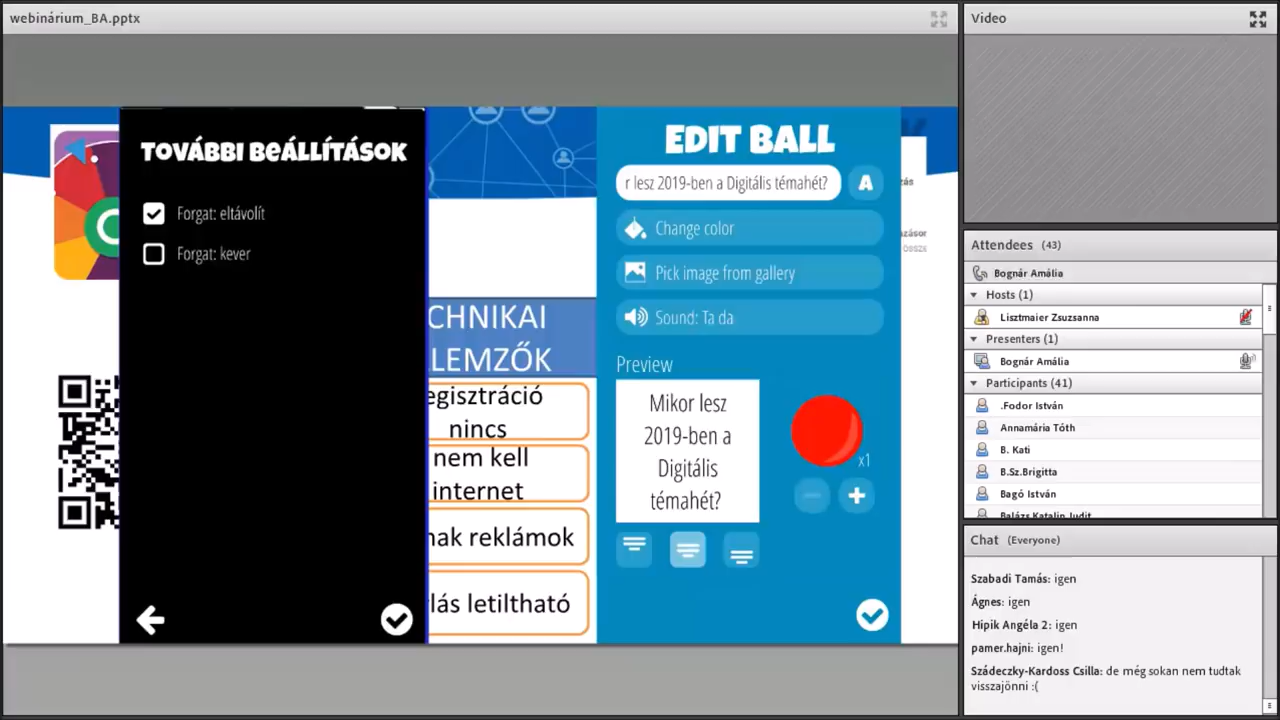 webinárium_BA.pptx
TOVÁBBI BEÁLLÍTÁSOK
Forgat: eltávolít
Forgat: kever
CHNIKAI
LEMZŐK
egisztráció
nincs
nem kell
internet
nak reklámok
lás letiltható
EDIT BALL
r lesz 2019-ben a Digitális témahét?
A
Change color
Pick image from gallery
Sound: Ta da
Preview
Mikor lesz
2019-ben a
Digitális
témahét?
x1
Video
Attendees (43)
Bognár Amália
Hosts (1)
Lisztmaier Zsuzsanna
Presenters (1)
Bognár Amália
Participants (41)
.Fodor István
Annamária Tóth
B. Kati
B.Sz.Brigitta
Bagó István
Balázs Katalin Judit
Chat (Everyone)
Szabadi Tamás: igen
Ágnes: igen
Hípik Angéla 2: igen
pamer.hajni: igen!
Szádeczky-Kardoss Csilla: de még sokan nem tudtak
visszajönni :(